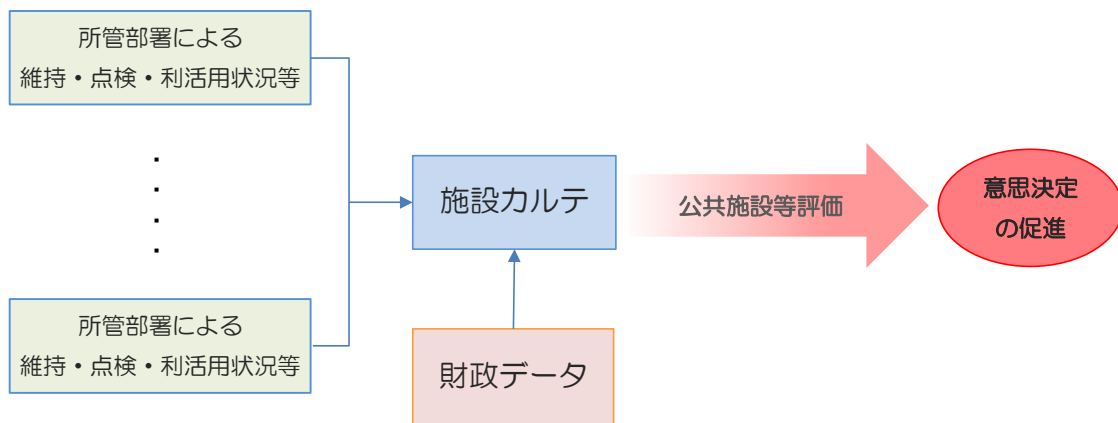 所管部署による
維持・点検・利活用状況等
・
・
・
・
所管部署による
維持・点検・利活用状況等
施設カルテ
財政データ
公共施設等評価
意思決定
の促進